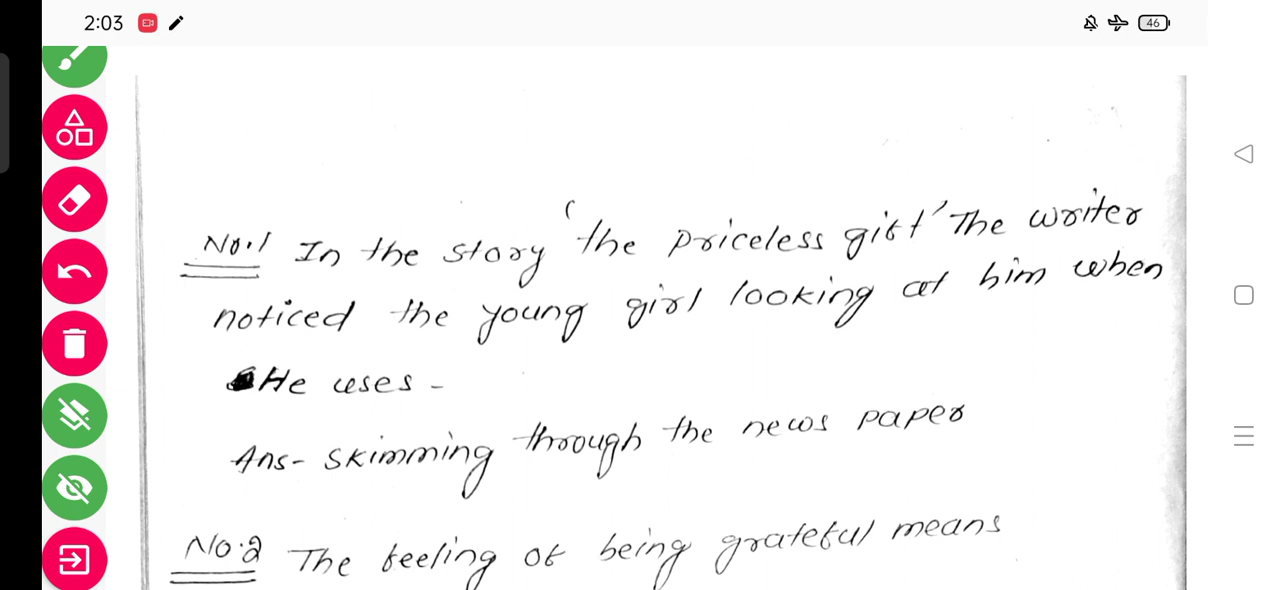 2:03
46
No.1 In the story 'the priceless gift' The writer
noticed the young girl looking at him when
He uses -
Ans- Skimming through the news paper
No.2 The feeling of being grateful means